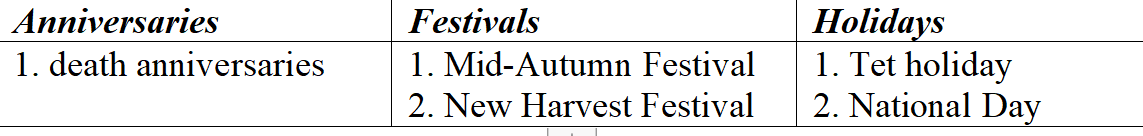 Anniversaries Festivals Holidays
1. death anniversaries 1. Mid-Autumn Festival 1. Tet holiday
2. New Harvest Festival 2. National Day